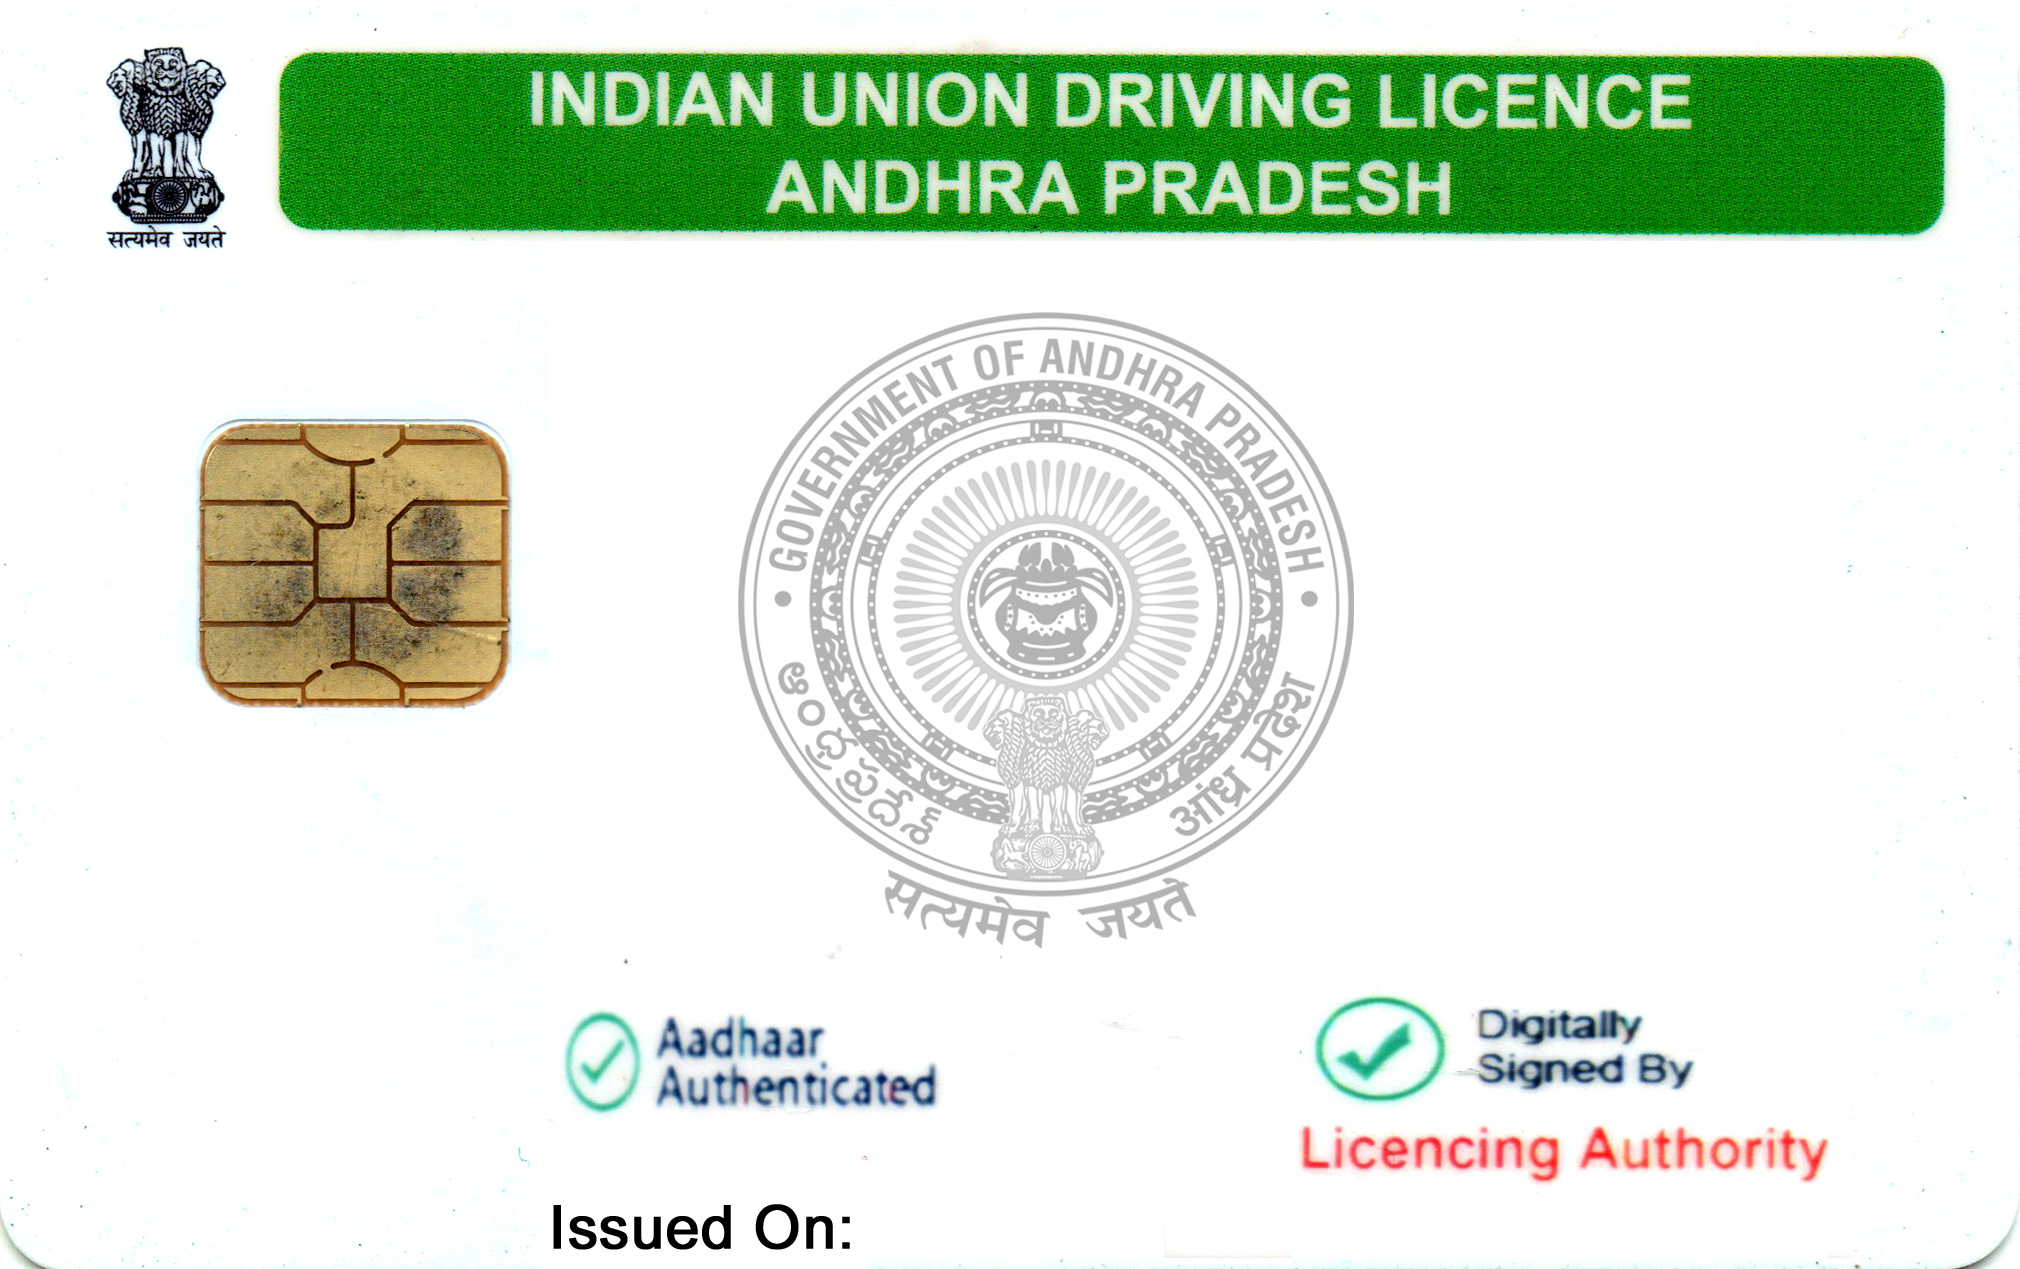 INDIAN UNION DRIVING LICENCE
ANDHRA PRADESH
सत्यमेव जयते
GOVERNMENT OF ANDHRA PRADESH
ఆంధ్రప్రదేశ్
आंध्र प्रदेश
सत्यमेव जयते
Aadhaar
Authenticated
Digitally
Signed By
Licencing Authority
Issued On: